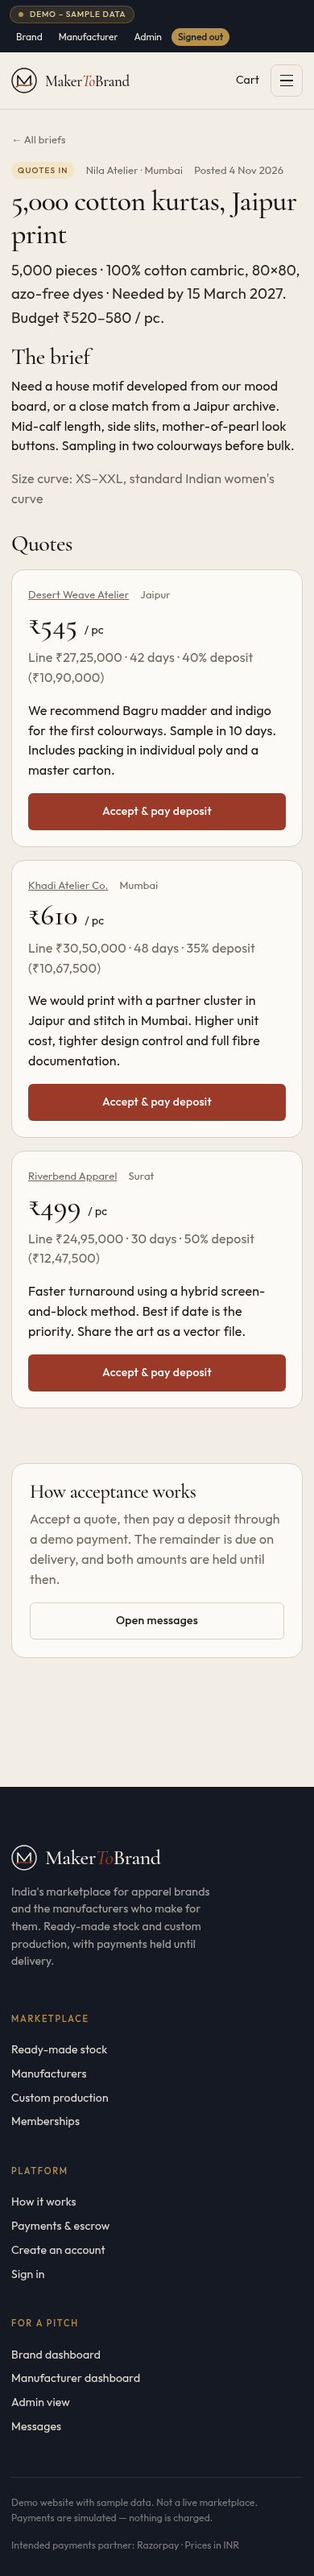 DEMO – SAMPLE DATA
Brand Manufacturer Admin Signed out
MakerToBrand Cart
← All briefs
QUOTES IN Nila Atelier · Mumbai Posted 4 Nov 2026
5,000 cotton kurtas, Jaipur
print
5,000 pieces · 100% cotton cambric, 80×80,
azo-free dyes · Needed by 15 March 2027.
Budget ₹520–580 / pc.
The brief
Need a house motif developed from our mood
board, or a close match from a Jaipur archive.
Mid-calf length, side slits, mother-of-pearl look
buttons. Sampling in two colourways before bulk.
Size curve: XS–XXL, standard Indian women's
curve
Quotes
Desert Weave Atelier Jaipur
₹545 / pc
Line ₹27,25,000 · 42 days · 40% deposit
(₹10,90,000)
We recommend Bagru madder and indigo
for the first colourways. Sample in 10 days.
Includes packing in individual poly and a
master carton.
Accept & pay deposit
Khadi Atelier Co. Mumbai
₹610 / pc
Line ₹30,50,000 · 48 days · 35% deposit
(₹10,67,500)
We would print with a partner cluster in
Jaipur and stitch in Mumbai. Higher unit
cost, tighter design control and full fibre
documentation.
Accept & pay deposit
Riverbend Apparel Surat
₹499 / pc
Line ₹24,95,000 · 30 days · 50% deposit
(₹12,47,500)
Faster turnaround using a hybrid screen-
and-block method. Best if date is the
priority. Share the art as a vector file.
Accept & pay deposit
How acceptance works
Accept a quote, then pay a deposit through
a demo payment. The remainder is due on
delivery, and both amounts are held until
then.
Open messages
MakerToBrand
India's marketplace for apparel brands
and the manufacturers who make for
them. Ready-made stock and custom
production, with payments held until
delivery.
MARKETPLACE
Ready-made stock
Manufacturers
Custom production
Memberships
PLATFORM
How it works
Payments & escrow
Create an account
Sign in
FOR A PITCH
Brand dashboard
Manufacturer dashboard
Admin view
Messages
Demo website with sample data. Not a live marketplace.
Payments are simulated — nothing is charged.
Intended payments partner: Razorpay · Prices in INR